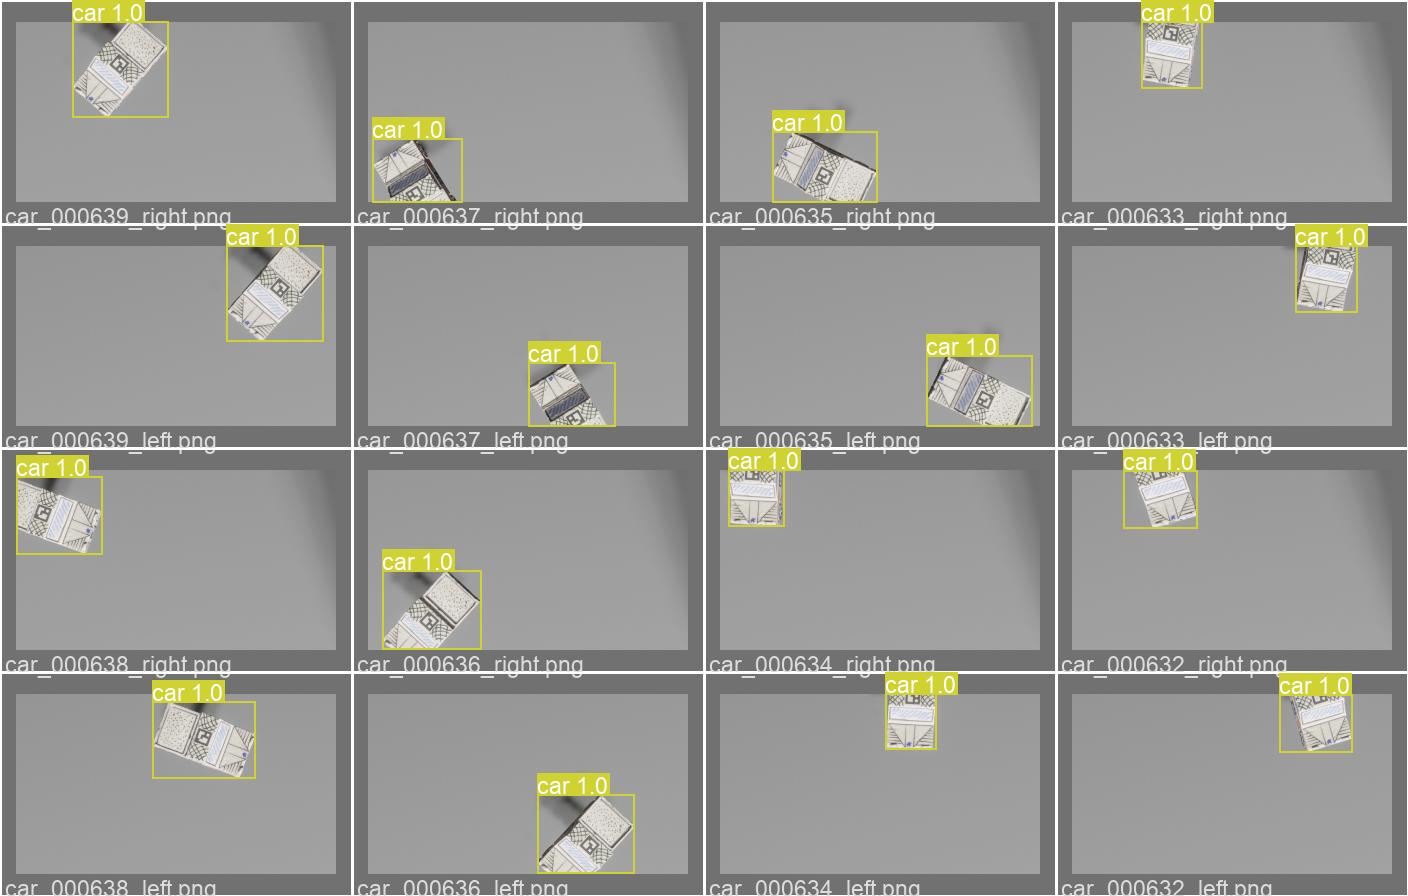 car 1.0 car 1.0 car 1.0 car 1.0
car_000639_right.png car_000637_right.png car_000635_right.png car_000633_right.png
car 1.0 car 1.0 car 1.0 car 1.0
car_000639_left.png car_000637_left.png car_000635_left.png car_000633_left.png
car 1.0 car 1.0 car 1.0 car 1.0
car_000638_right.png car_000636_right.png car_000634_right.png car_000632_right.png
car 1.0 car 1.0 car 1.0 car 1.0
car_000638_left.png car_000636_left.png car_000634_left.png car_000632_left.png